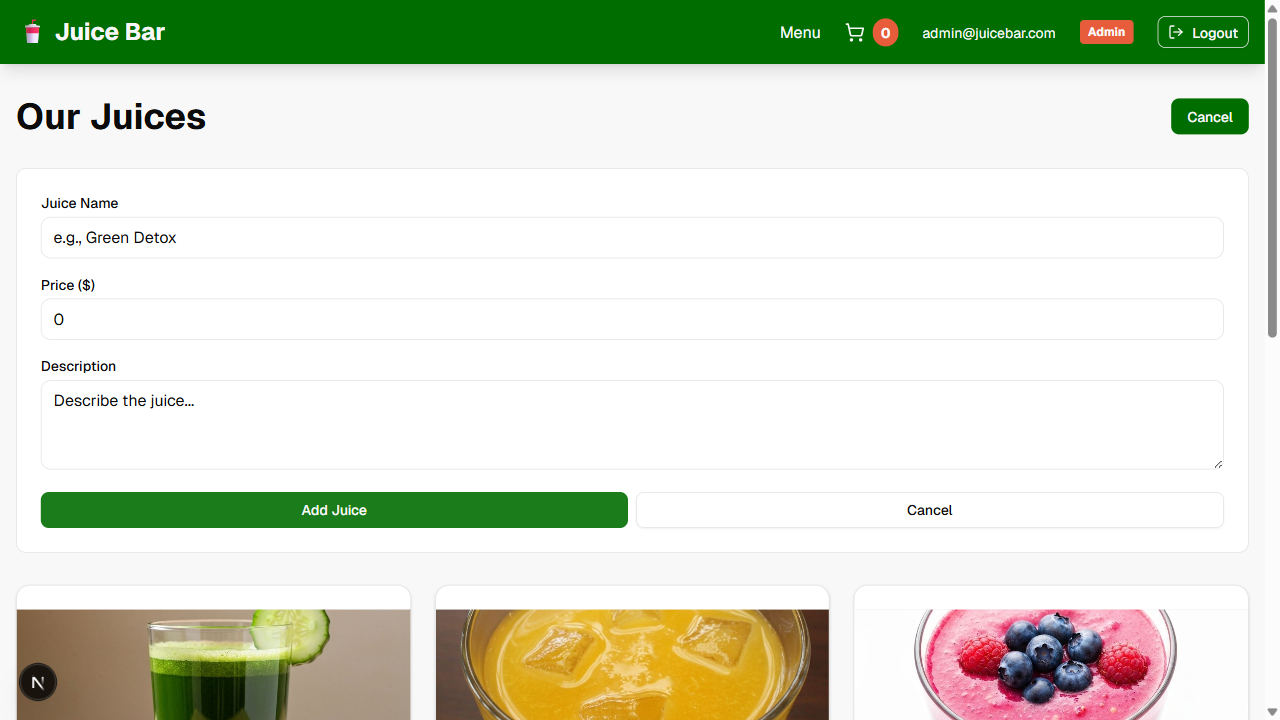 Juice Bar
Menu
0
admin@juicebar.com
Admin
Logout
Our Juices
Cancel
Juice Name
e.g., Green Detox
Price ($)
0
Description
Describe the juice...
Add Juice
Cancel
N